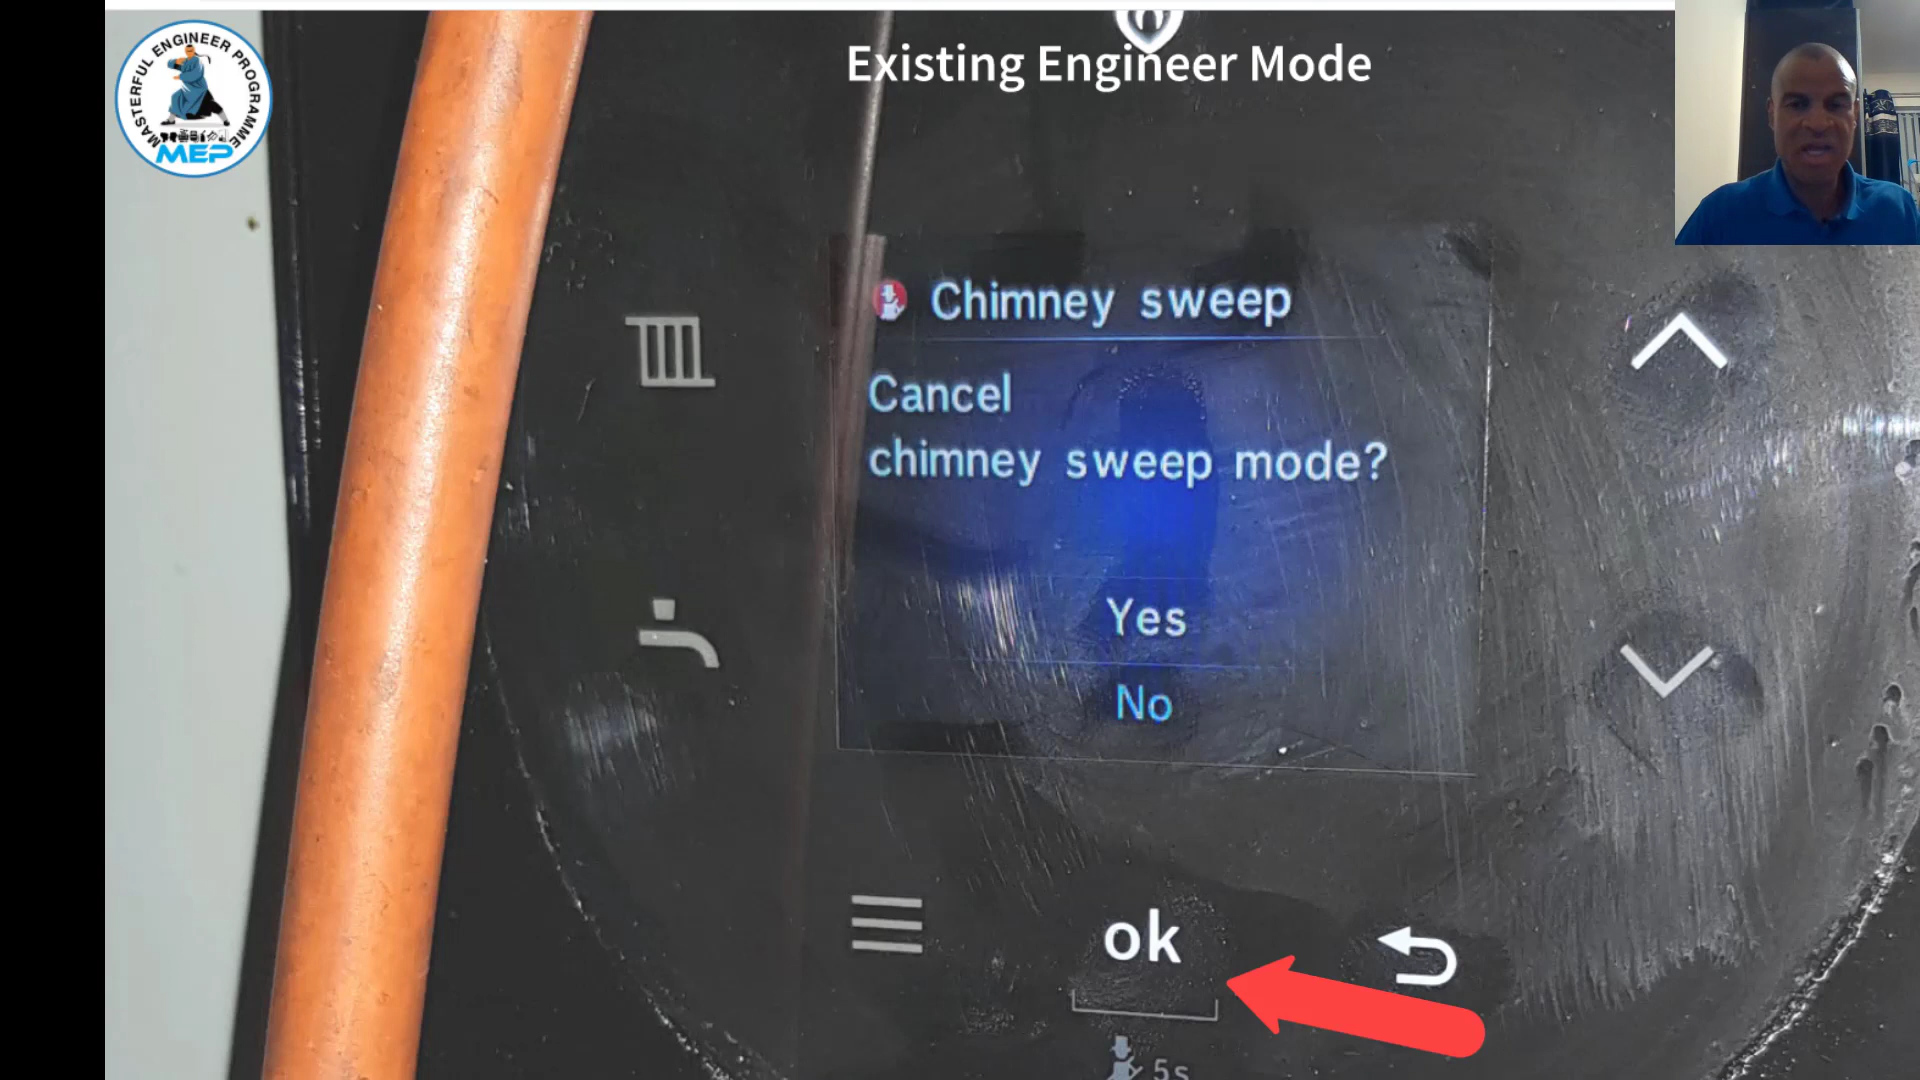 MASTERFUL ENGINEER PROGRAMME
MEP
Existing Engineer Mode
Chimney sweep
Cancel
chimney sweep mode?
Yes
No
ok
5s